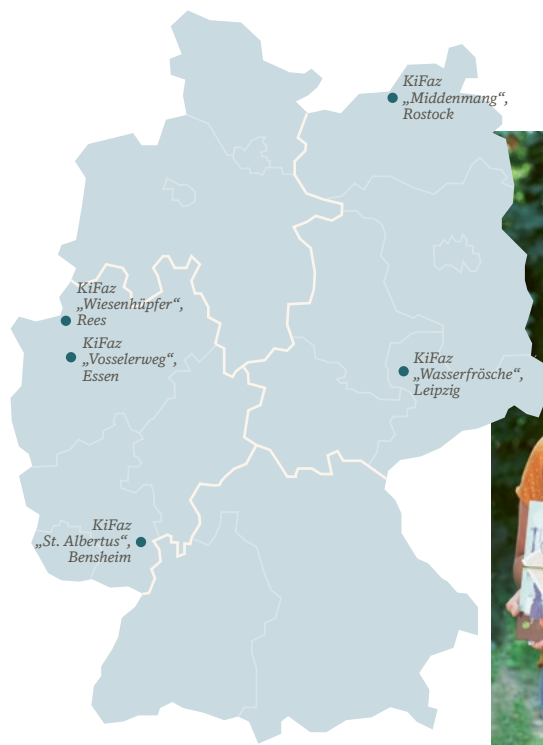 KiFaz
„Middenmang“,
Rostock
KiFaz
„Wiesenhüpfer“,
Rees
KiFaz
„Vosselerweg“,
Essen
KiFaz
„Wasserfrösche“,
Leipzig
KiFaz
„St. Albertus“,
Bensheim